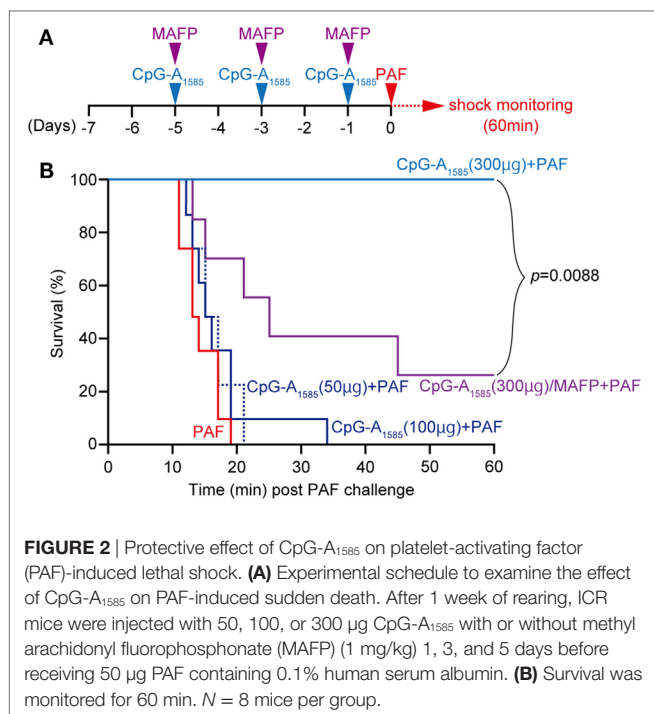 A
MAFP MAFP MAFP
CpG-A₁₅₈₅ CpG-A₁₅₈₅ CpG-A₁₅₈₅ PAF
shock monitoring
(60min)
(Days) -7 -6 -5 -4 -3 -2 -1 0
B
CpG-A₁₅₈₅(300µg)+PAF
100
80
60
40
20
0
Survival (%)
p=0.0088
CpG-A₁₅₈₅(50µg)+PAF
CpG-A₁₅₈₅(300µg)/MAFP+PAF
PAF
CpG-A₁₅₈₅(100µg)+PAF
0 10 20 30 40 50 60
Time (min) post PAF challenge
FIGURE 2 | Protective effect of CpG-A₁₅₈₅ on platelet-activating factor
(PAF)-induced lethal shock. (A) Experimental schedule to examine the effect
of CpG-A₁₅₈₅ on PAF-induced sudden death. After 1 week of rearing, ICR
mice were injected with 50, 100, or 300 µg CpG-A₁₅₈₅ with or without methyl
arachidonyl fluorophosphonate (MAFP) (1 mg/kg) 1, 3, and 5 days before
receiving 50 µg PAF containing 0.1% human serum albumin. (B) Survival was
monitored for 60 min. N = 8 mice per group.